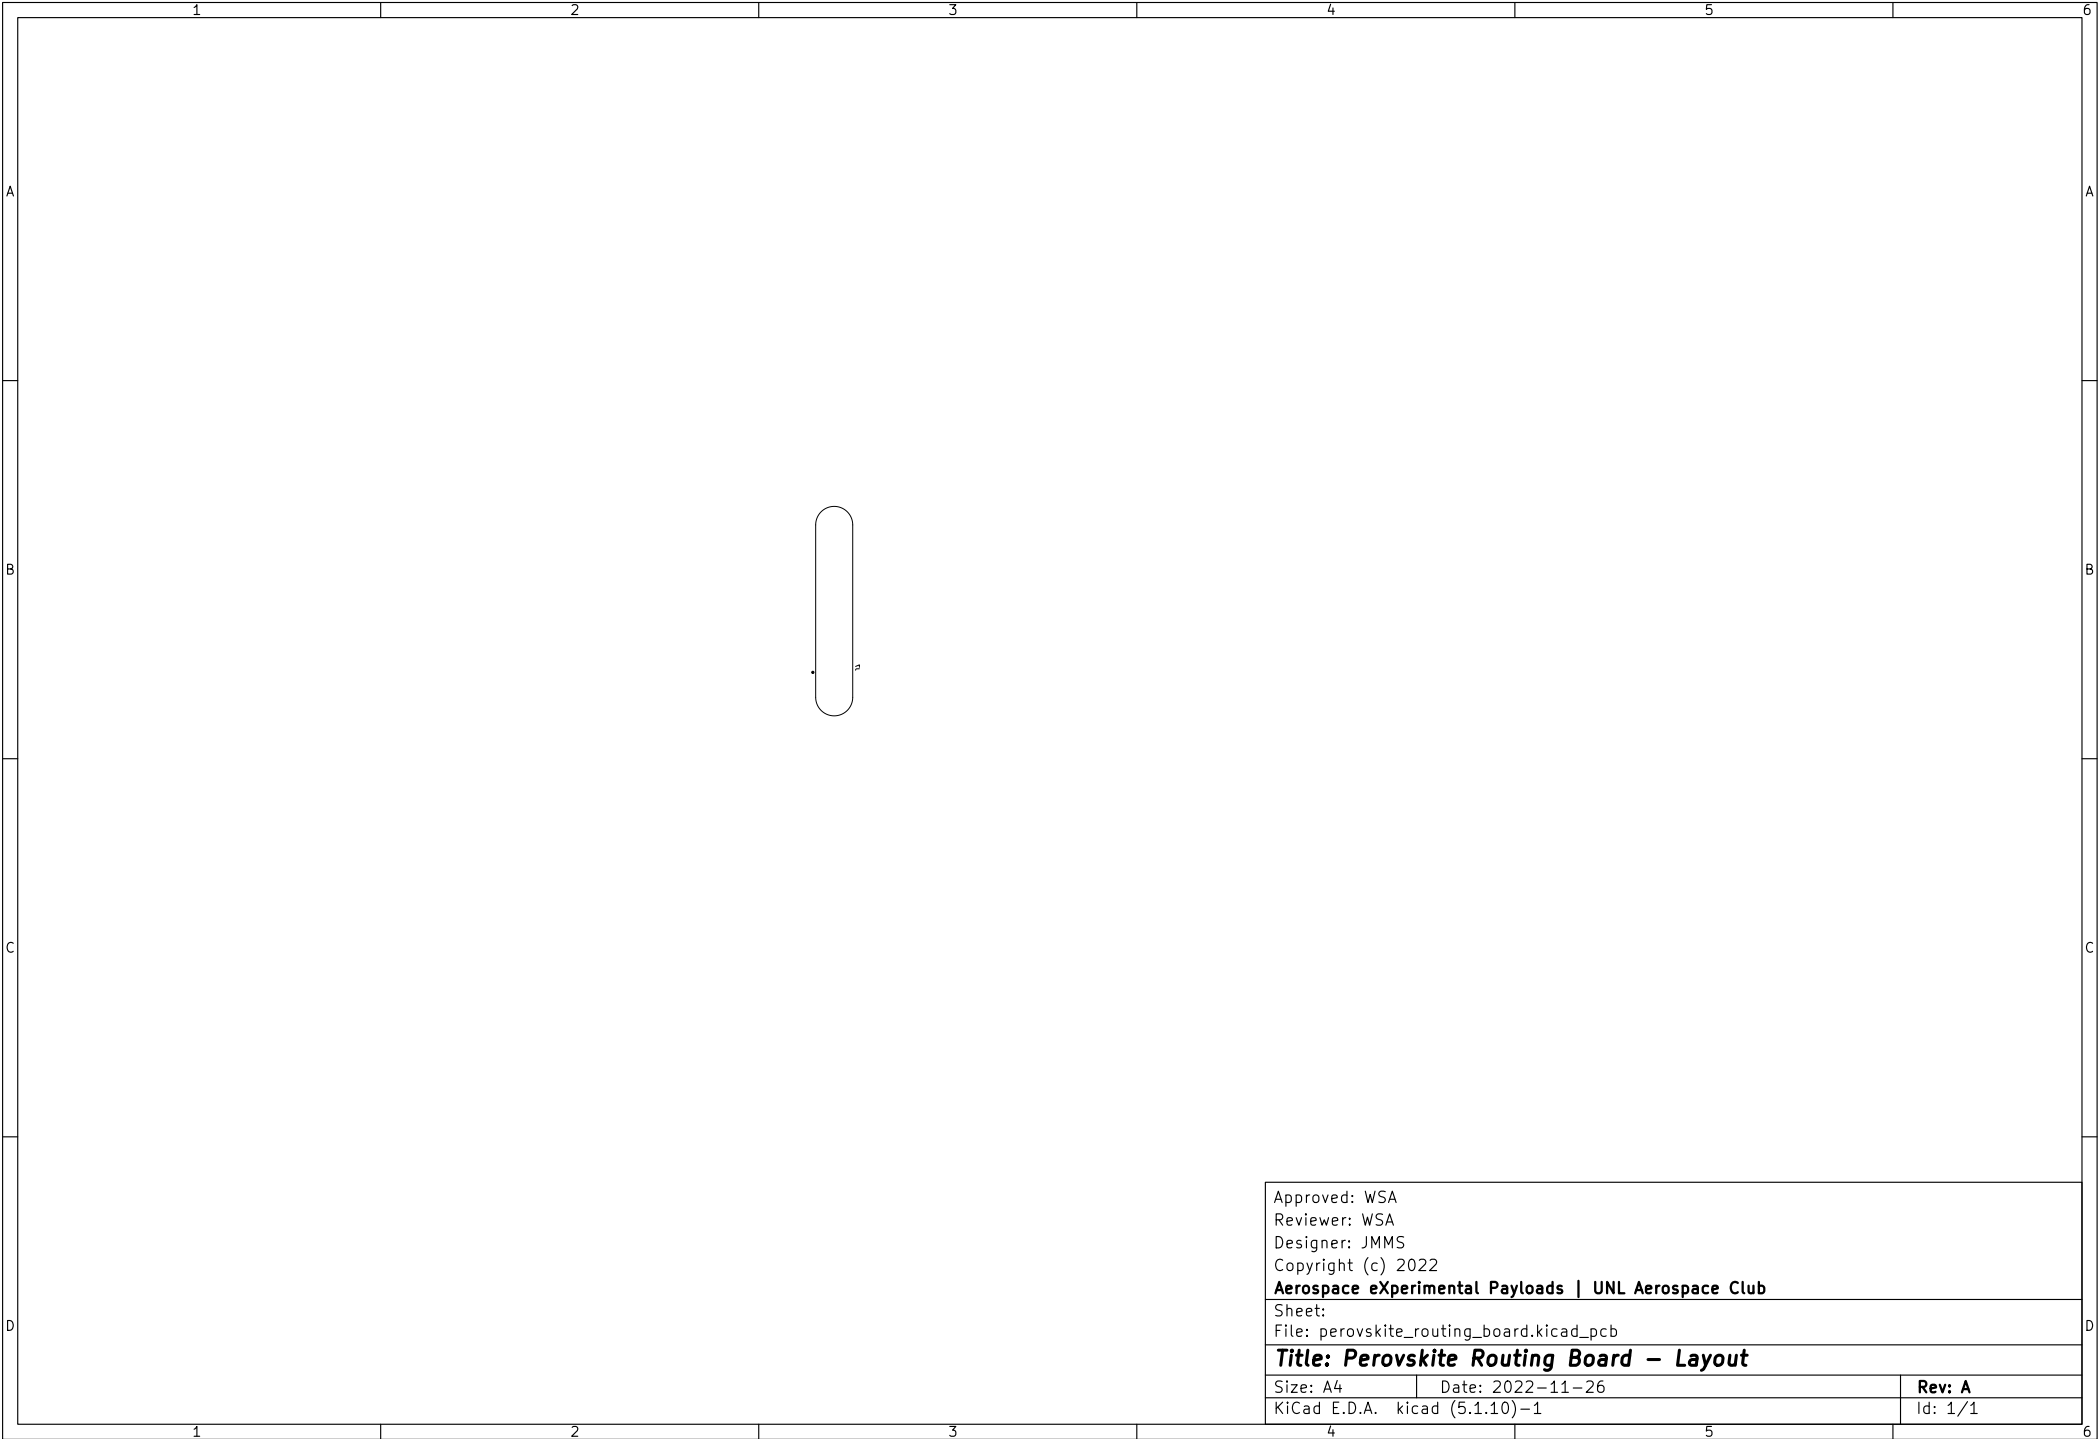 1 2 3 4 5 6
A A
B B
C C
Approved: WSA
Reviewer: WSA
Designer: JMMS
Copyright (c) 2022
Aerospace eXperimental Payloads | UNL Aerospace Club
Sheet:
D D
File: perovskite_routing_board.kicad_pcb
Title: Perovskite Routing Board – Layout
Size: A4 Date: 2022–11–26 Rev: A
KiCad E.D.A. kicad (5.1.10)–1 Id: 1/1
1 2 3 4 5 6